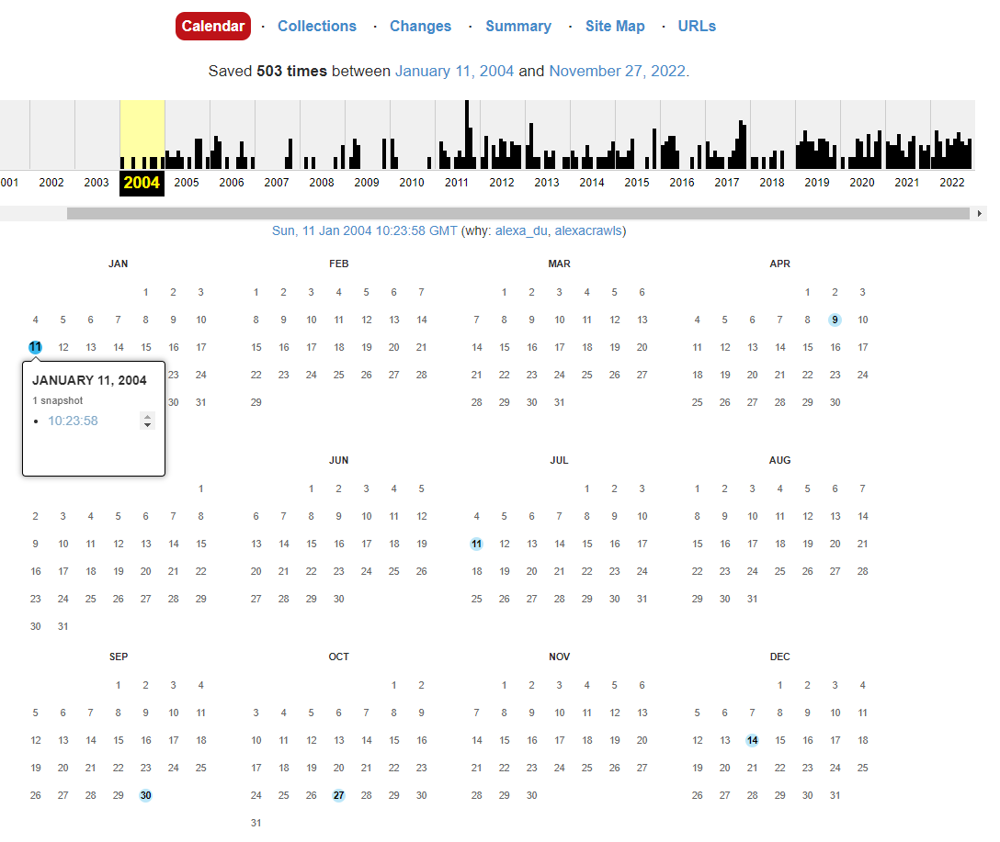 Calendar · Collections · Changes · Summary · Site Map · URLs
Saved 503 times between January 11, 2004 and November 27, 2022.
001 2002 2003 2004 2005 2006 2007 2008 2009 2010 2011 2012 2013 2014 2015 2016 2017 2018 2019 2020 2021 2022
Sun, 11 Jan 2004 10:23:58 GMT (why: alexa_du, alexacrawls)
JAN
1 2 3
4 5 6 7 8 9 10
11 12 13 14 15 16 17
23 24
30 31
JANUARY 11, 2004
1 snapshot
• 10:23:58
FEB
1 2 3 4 5 6 7
8 9 10 11 12 13 14
15 16 17 18 19 20 21
22 23 24 25 26 27 28
29
MAR
1 2 3 4 5 6
7 8 9 10 11 12 13
14 15 16 17 18 19 20
21 22 23 24 25 26 27
28 29 30 31
APR
1 2 3
4 5 6 7 8 9 10
11 12 13 14 15 16 17
18 19 20 21 22 23 24
25 26 27 28 29 30
1
2 3 4 5 6 7 8
9 10 11 12 13 14 15
16 17 18 19 20 21 22
23 24 25 26 27 28 29
30 31
JUN
1 2 3 4 5
6 7 8 9 10 11 12
13 14 15 16 17 18 19
20 21 22 23 24 25 26
27 28 29 30
JUL
1 2 3
4 5 6 7 8 9 10
11 12 13 14 15 16 17
18 19 20 21 22 23 24
25 26 27 28 29 30 31
AUG
1 2 3 4 5 6 7
8 9 10 11 12 13 14
15 16 17 18 19 20 21
22 23 24 25 26 27 28
29 30 31
SEP
1 2 3 4
5 6 7 8 9 10 11
12 13 14 15 16 17 18
19 20 21 22 23 24 25
26 27 28 29 30
OCT
1 2
3 4 5 6 7 8 9
10 11 12 13 14 15 16
17 18 19 20 21 22 23
24 25 26 27 28 29 30
31
NOV
1 2 3 4 5 6
7 8 9 10 11 12 13
14 15 16 17 18 19 20
21 22 23 24 25 26 27
28 29 30
DEC
1 2 3 4
5 6 7 8 9 10 11
12 13 14 15 16 17 18
19 20 21 22 23 24 25
26 27 28 29 30 31